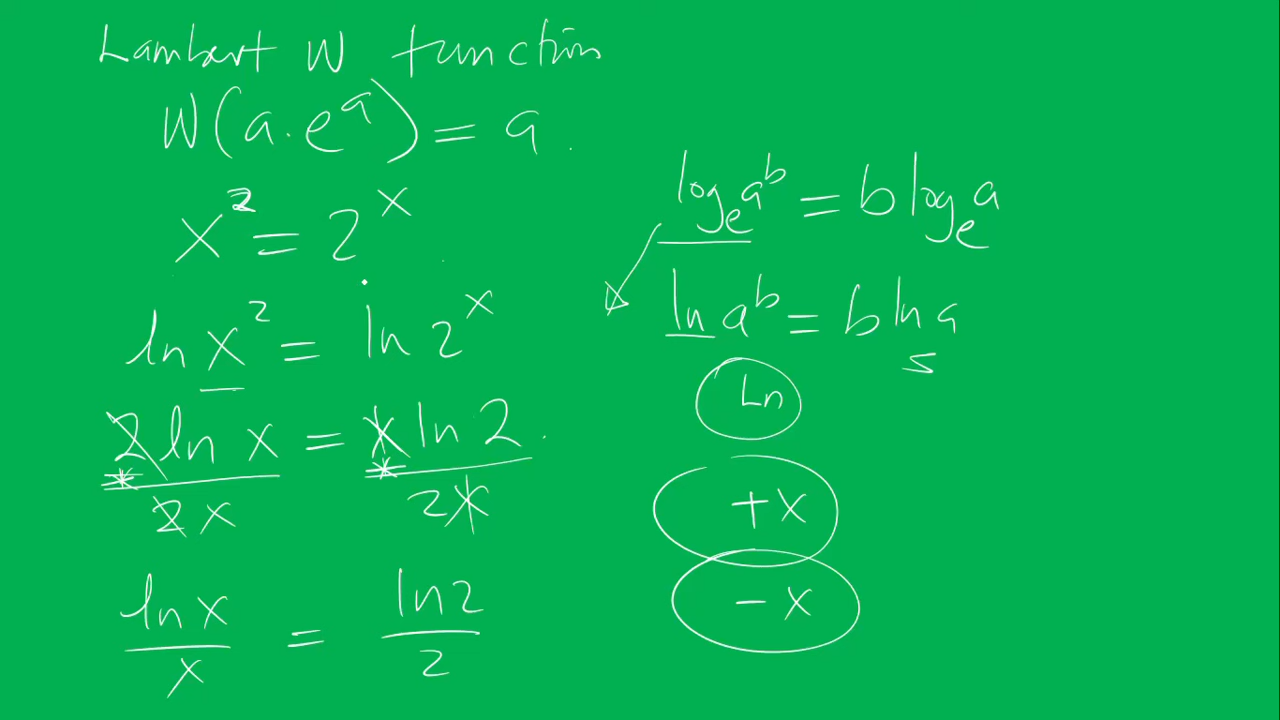 Lambert W function
W(a.e^a) = a
x^2 = 2^x
ln x^2 = ln 2^x
2 ln x / 2x = x ln 2 / 2x
ln x / x = ln 2 / 2
log_e a^b = b log_e a
ln a^b = b ln a
Ln
+x
-x